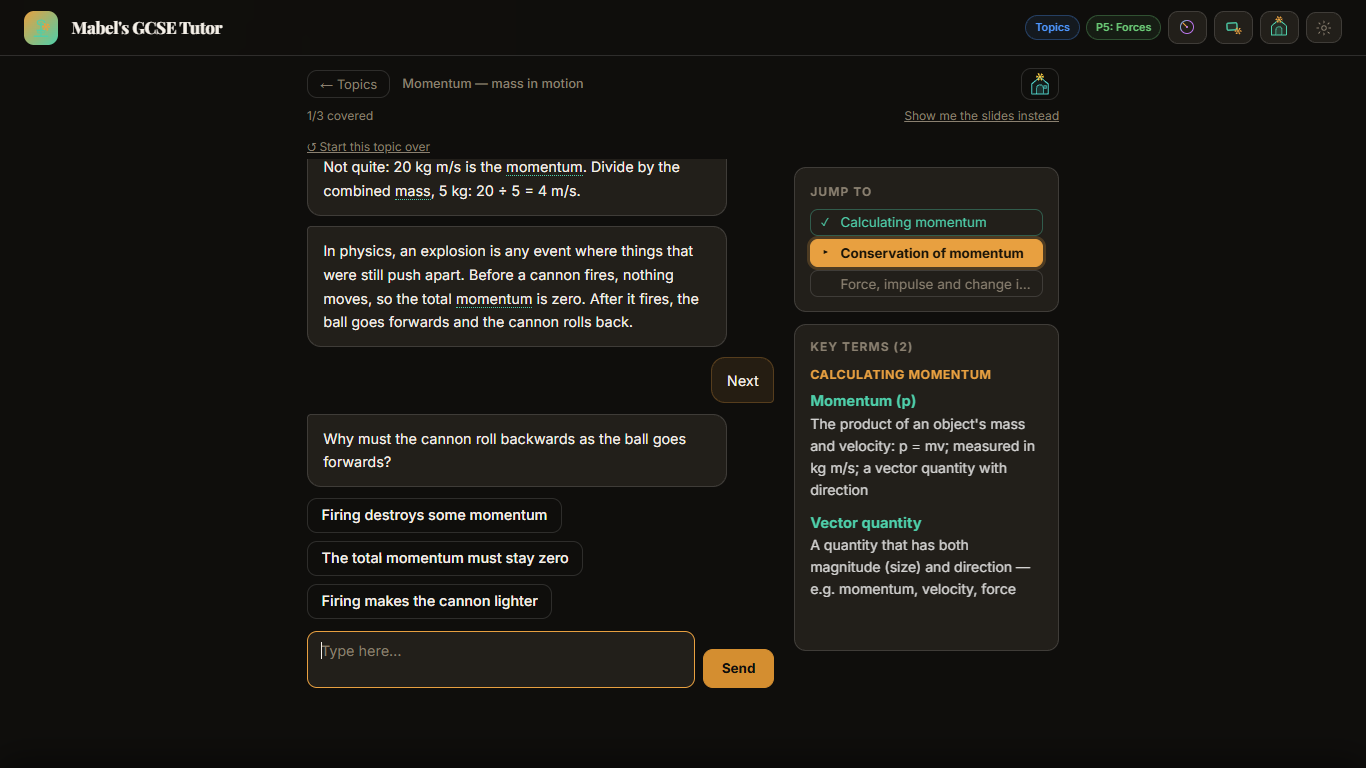 Mabel's GCSE Tutor
Topics
P5: Forces
← Topics
Momentum — mass in motion
1/3 covered
Show me the slides instead
↺ Start this topic over
Not quite: 20 kg m/s is the momentum. Divide by the
combined mass, 5 kg: 20 ÷ 5 = 4 m/s.
In physics, an explosion is any event where things that
were still push apart. Before a cannon fires, nothing
moves, so the total momentum is zero. After it fires, the
ball goes forwards and the cannon rolls back.
Next
Why must the cannon roll backwards as the ball goes
forwards?
Firing destroys some momentum
The total momentum must stay zero
Firing makes the cannon lighter
Type here...
Send
JUMP TO
✓ Calculating momentum
‣ Conservation of momentum
Force, impulse and change i...
KEY TERMS (2)
CALCULATING MOMENTUM
Momentum (p)
The product of an object's mass
and velocity: p = mv; measured in
kg m/s; a vector quantity with
direction
Vector quantity
A quantity that has both
magnitude (size) and direction —
e.g. momentum, velocity, force